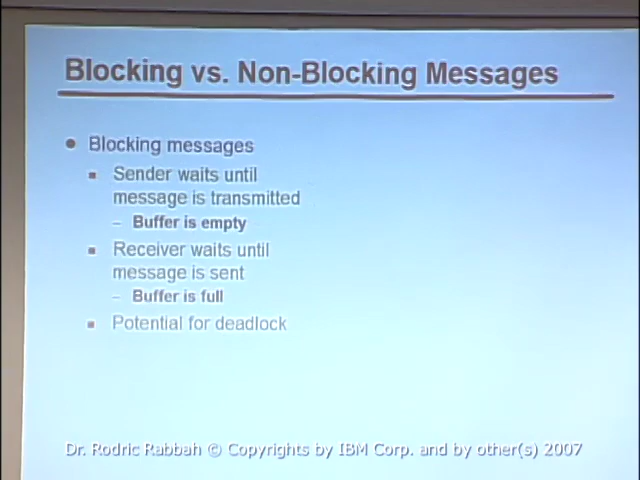 Blocking vs. Non-Blocking Messages
Blocking messages
Sender waits until
message is transmitted
– Buffer is empty
Receiver waits until
message is sent
– Buffer is full
Potential for deadlock
Dr. Rodric Rabbah © Copyrights by IBM Corp. and by other(s) 2007